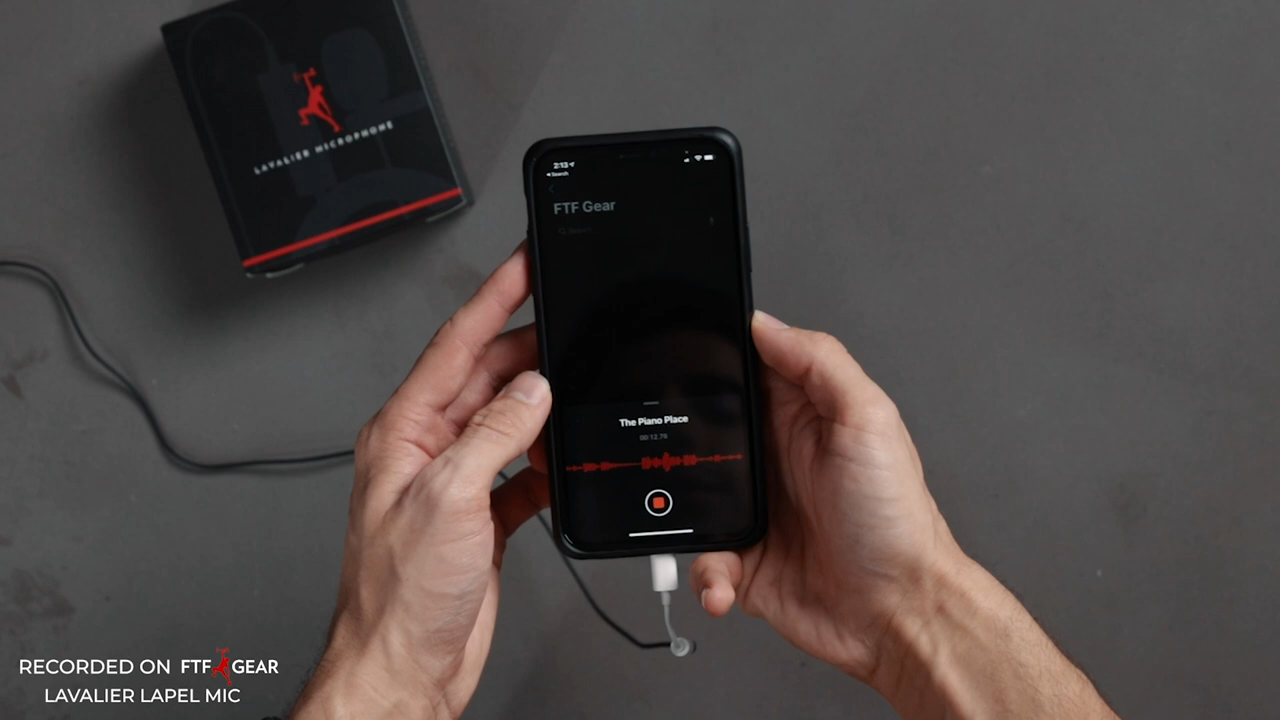 LAVALIER MICROPHONE
2:13
Search
FTF Gear
The Piano Place
00:12.76
RECORDED ON FTF GEAR
LAVALIER LAPEL MIC